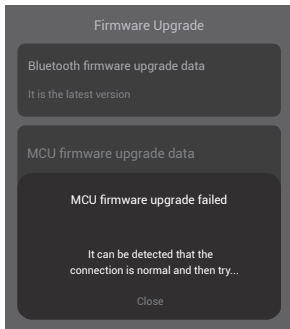 Firmware Upgrade
Bluetooth firmware upgrade data
It is the latest version
MCU firmware upgrade data
MCU firmware upgrade failed
It can be detected that the
connection is normal and then try...
Close